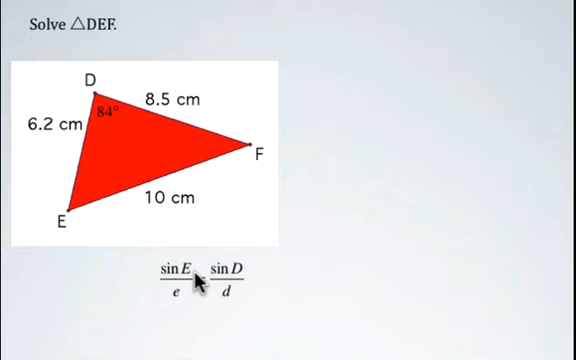 Solve △DEF.
D
84°
8.5 cm
6.2 cm
F
10 cm
E
sin E / e = sin D / d